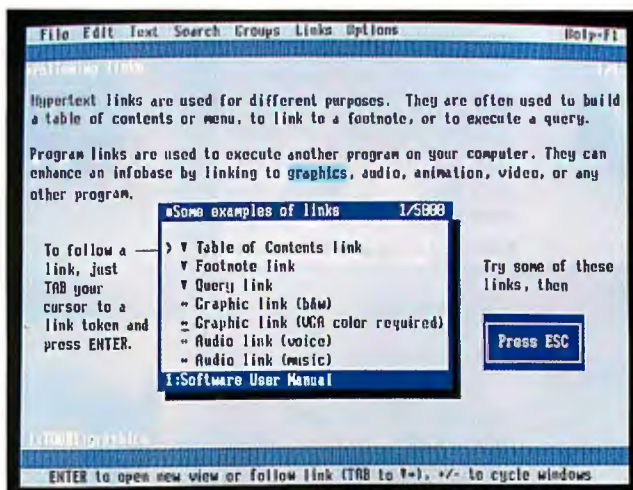 File Edit Text Search Groups Links Options Help-F1
Following links
Hypertext links are used for different purposes. They are often used to build
a table of contents or menu, to link to a footnote, or to execute a query.
Program links are used to execute another program on your computer. They can
enhance an infobase by linking to graphics, audio, animation, video, or any
other program.
Some examples of links 1/5000
To follow a
link, just
TAB your
cursor to a
link token and
press ENTER.
▼ Table of Contents link
▼ Footnote link
▼ Query link
↔ Graphic link (b&w)
↔ Graphic link (VGA color required)
↔ Audio link (voice)
↔ Audio link (music)
1:Software User Manual
Try some of these
links, then
Press ESC
ENTER to open new view or follow link (TAB to ▼↔), +/- to cycle windows